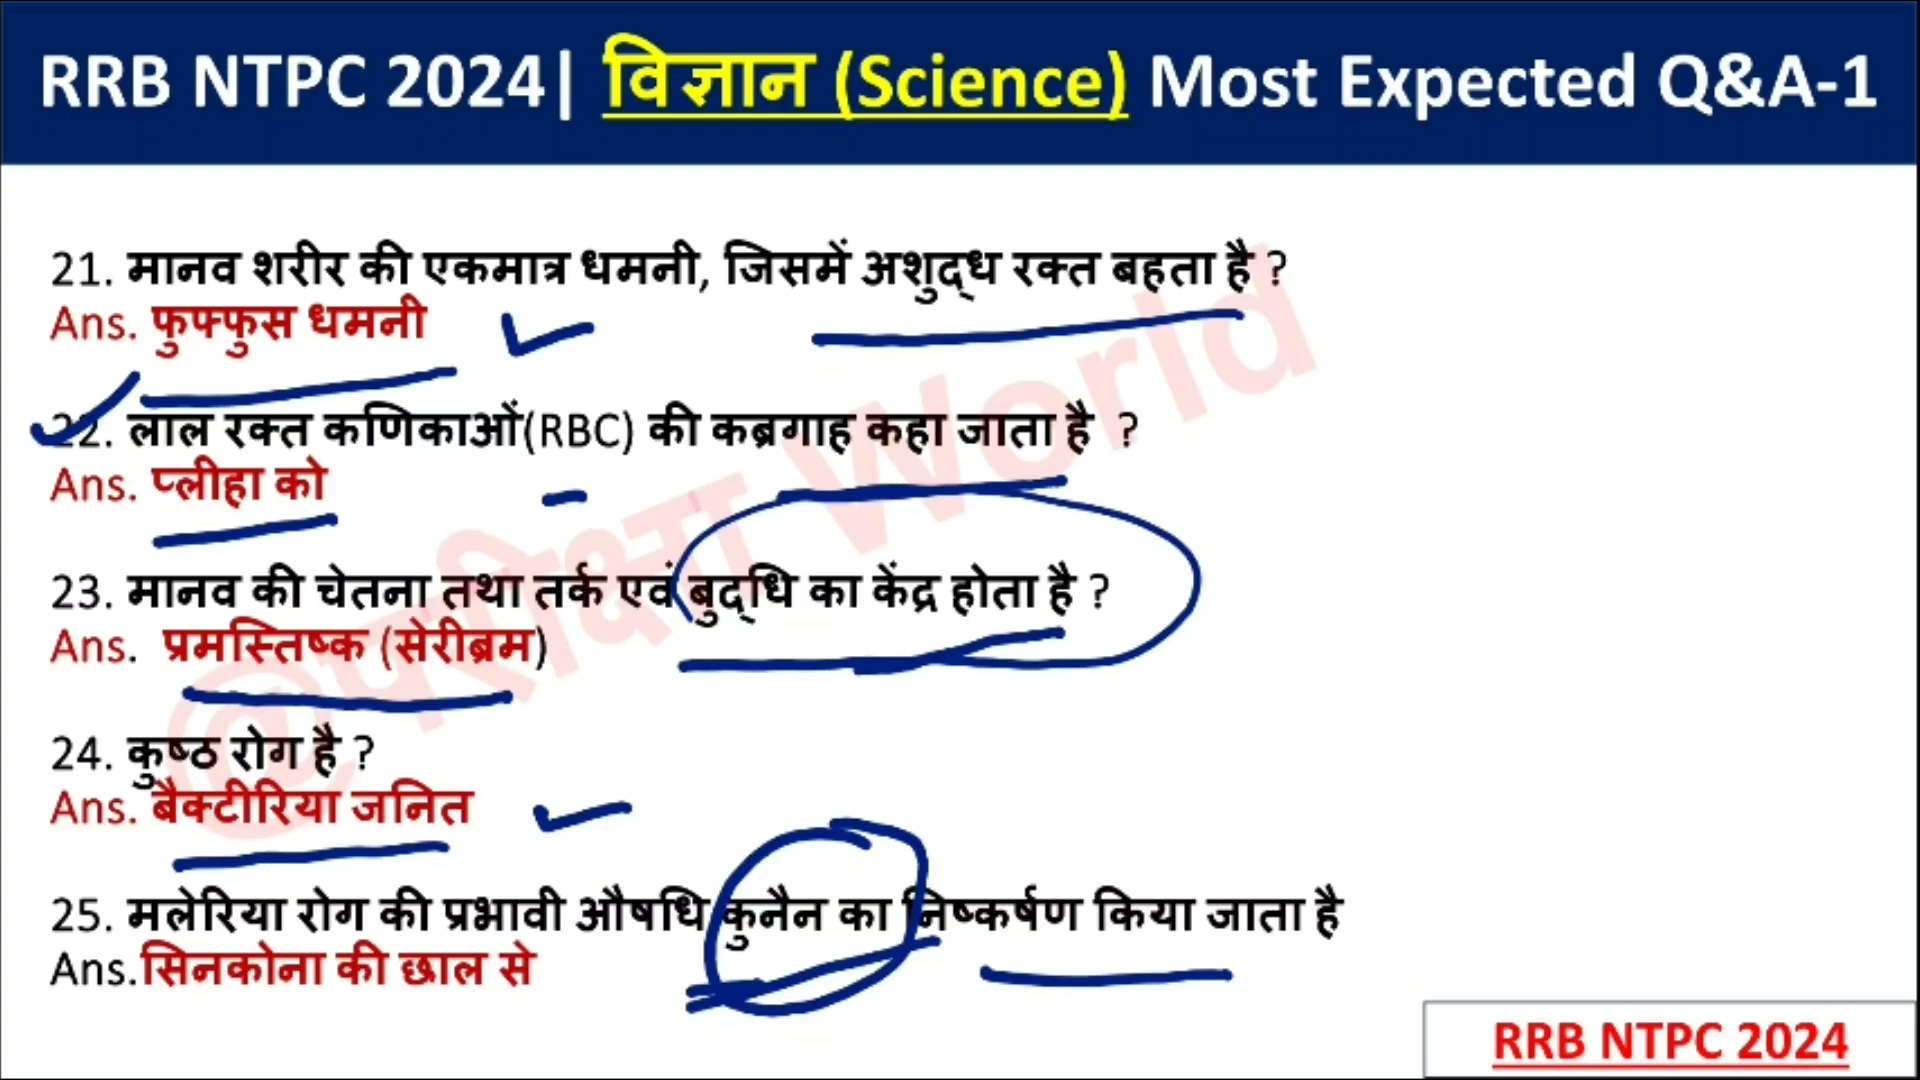 RRB NTPC 2024| विज्ञान (Science) Most Expected Q&A-1
21. मानव शरीर की एकमात्र धमनी, जिसमें अशुद्ध रक्त बहता है ?
Ans. फुफ्फुस धमनी
22. लाल रक्त कणिकाओं(RBC) की कब्रगाह कहा जाता है ?
Ans. प्लीहा को
23. मानव की चेतना तथा तर्क एवं बुद्धि का केंद्र होता है ?
Ans. प्रमस्तिष्क (सेरीब्रम)
24. कुष्ठ रोग है ?
Ans. बैक्टीरिया जनित
25. मलेरिया रोग की प्रभावी औषधि कुनैन का निष्कर्षण किया जाता है
Ans.सिनकोना की छाल से
@परीक्षा World
RRB NTPC 2024